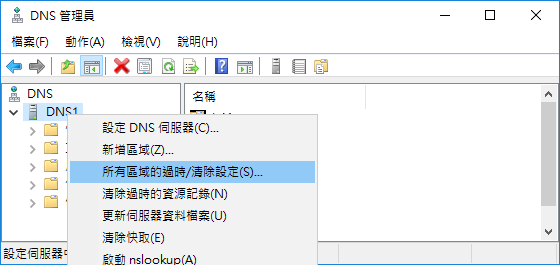 DNS 管理員
檔案(F) 動作(A) 檢視(V) 說明(H)
DNS
DNS1
名稱
設定 DNS 伺服器(C)...
新增區域(Z)...
所有區域的過時/清除設定(S)...
清除過時的資源記錄(N)
更新伺服器資料檔案(U)
清除快取(E)
啟動 nslookup(A)
設定伺服器